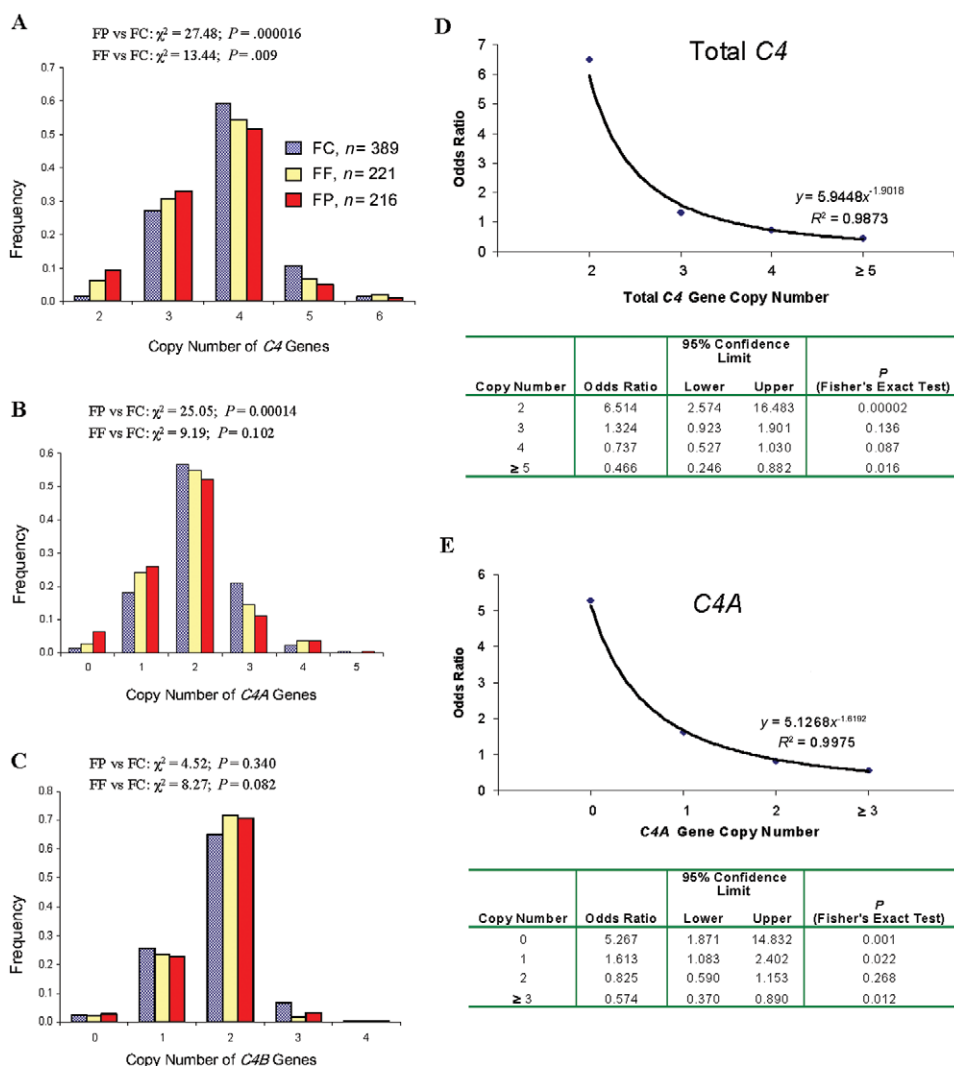 A
FP vs FC: χ² = 27.48; P = .000016
FF vs FC: χ² = 13.44; P = .009
Frequency
0.7
0.6
0.5
0.4
0.3
0.2
0.1
0.0
FC, n= 389
FF, n= 221
FP, n= 216
2 3 4 5 6
Copy Number of C4 Genes
B
FP vs FC: χ² = 25.05; P = 0.00014
FF vs FC: χ² = 9.19; P = 0.102
Frequency
0.6
0.5
0.4
0.3
0.2
0.1
0.0
0 1 2 3 4 5
Copy Number of C4A Genes
C
FP vs FC: χ² = 4.52; P = 0.340
FF vs FC: χ² = 8.27; P = 0.082
Frequency
0.8
0.7
0.6
0.5
0.4
0.3
0.2
0.1
0.0
0 1 2 3 4
Copy Number of C4B Genes
D
Total C4
Odds Ratio
7
6
5
4
3
2
1
0
y = 5.9448x^-1.9018
R² = 0.9873
2 3 4 ≥ 5
Total C4 Gene Copy Number
95% Confidence
Limit
P
Copy Number Odds Ratio Lower Upper (Fisher's Exact Test)
2 6.514 2.574 16.483 0.00002
3 1.324 0.923 1.901 0.136
4 0.737 0.527 1.030 0.087
≥ 5 0.466 0.246 0.882 0.016
E
C4A
Odds Ratio
6
5
4
3
2
1
0
y = 5.1268x^-1.6192
R² = 0.9975
0 1 2 ≥ 3
C4A Gene Copy Number
95% Confidence
Limit
P
Copy Number Odds Ratio Lower Upper (Fisher's Exact Test)
0 5.267 1.871 14.832 0.001
1 1.613 1.083 2.402 0.022
2 0.825 0.590 1.153 0.268
≥ 3 0.574 0.370 0.890 0.012